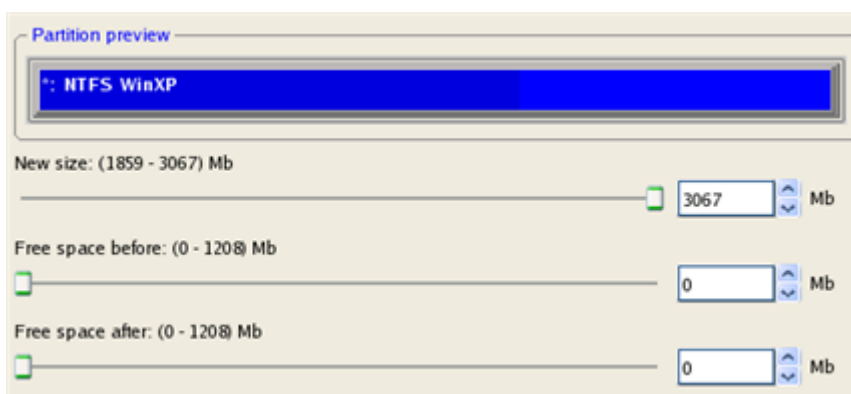 Partition preview
*: NTFS WinXP
New size: (1859 - 3067) Mb
3067 Mb
Free space before: (0 - 1208) Mb
0 Mb
Free space after: (0 - 1208) Mb
0 Mb